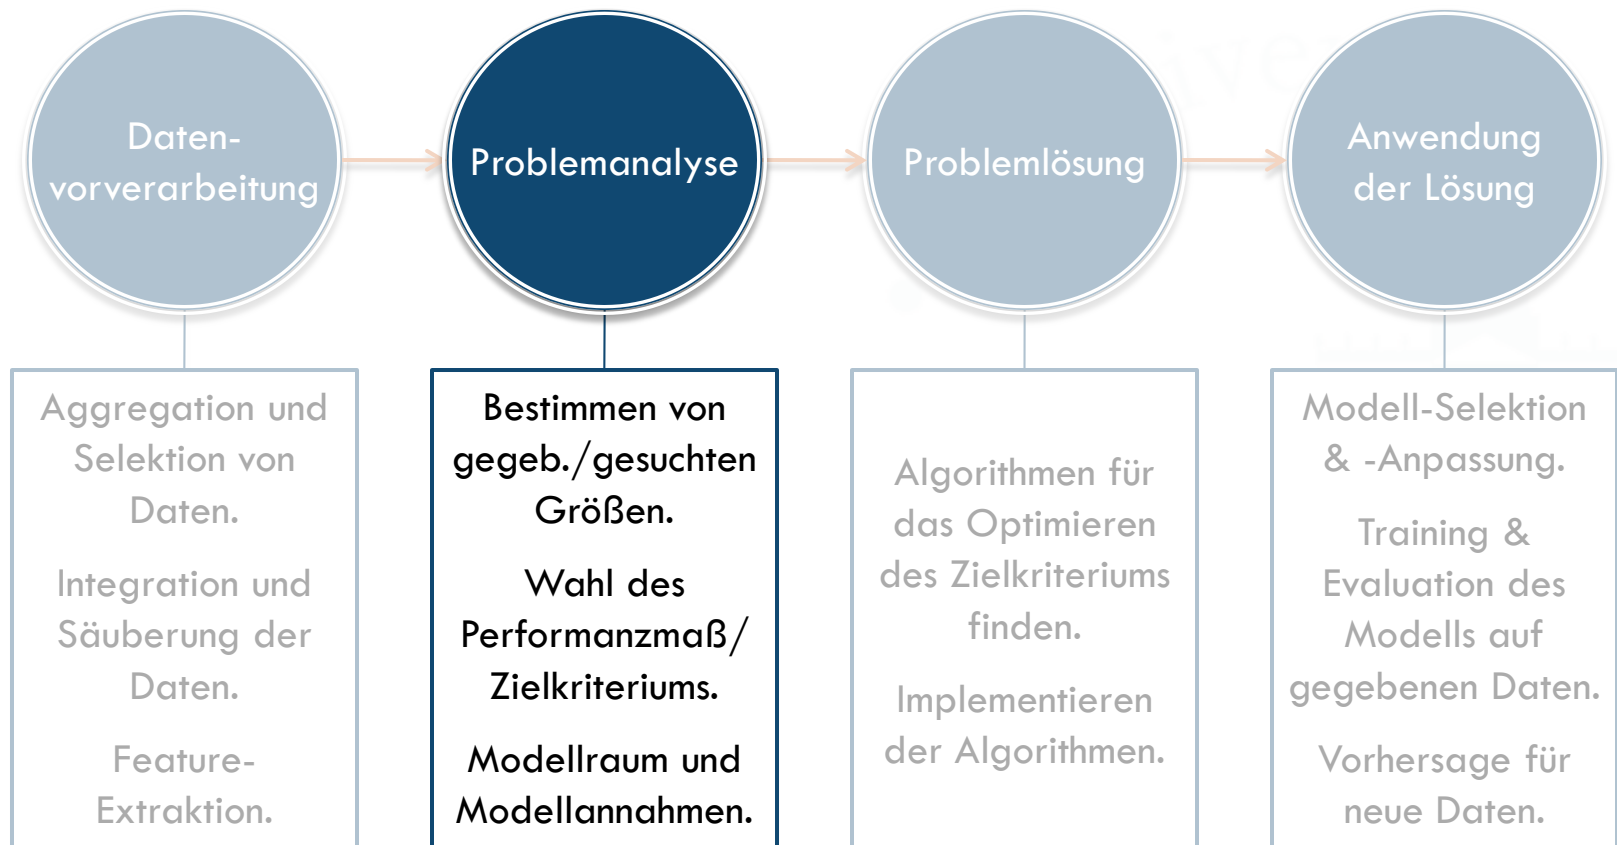 Daten-
vorverarbeitung
Problemanalyse
Problemlösung
Anwendung
der Lösung
Aggregation und
Selektion von
Daten.
Integration und
Säuberung der
Daten.
Feature-
Extraktion.
Bestimmen von
gegeb./gesuchten
Größen.
Wahl des
Performanzmaß/
Zielkriteriums.
Modellraum und
Modellannahmen.
Algorithmen für
das Optimieren
des Zielkriteriums
finden.
Implementieren
der Algorithmen.
Modell-Selektion
& -Anpassung.
Training &
Evaluation des
Modells auf
gegebenen Daten.
Vorhersage für
neue Daten.